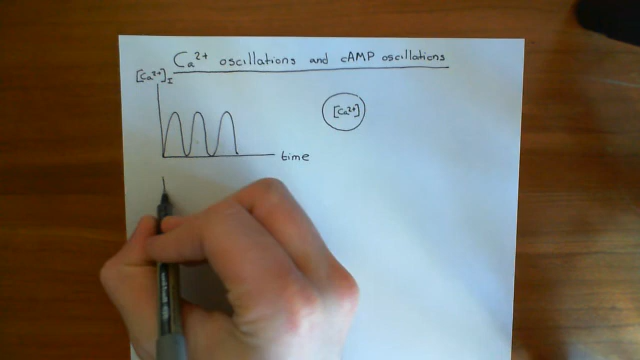 Ca²⁺ oscillations and cAMP oscillations
[Ca²⁺]ɪ
[Ca²⁺]
time